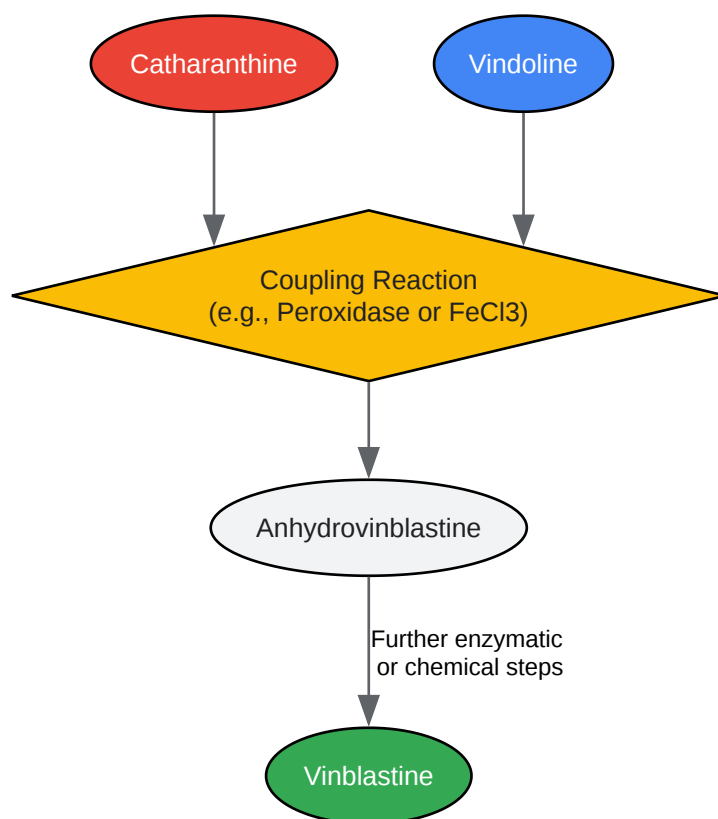 Catharanthine
Vindoline
Coupling Reaction
(e.g., Peroxidase or FeCl3)
Anhydrovinblastine
Further enzymatic
or chemical steps
Vinblastine